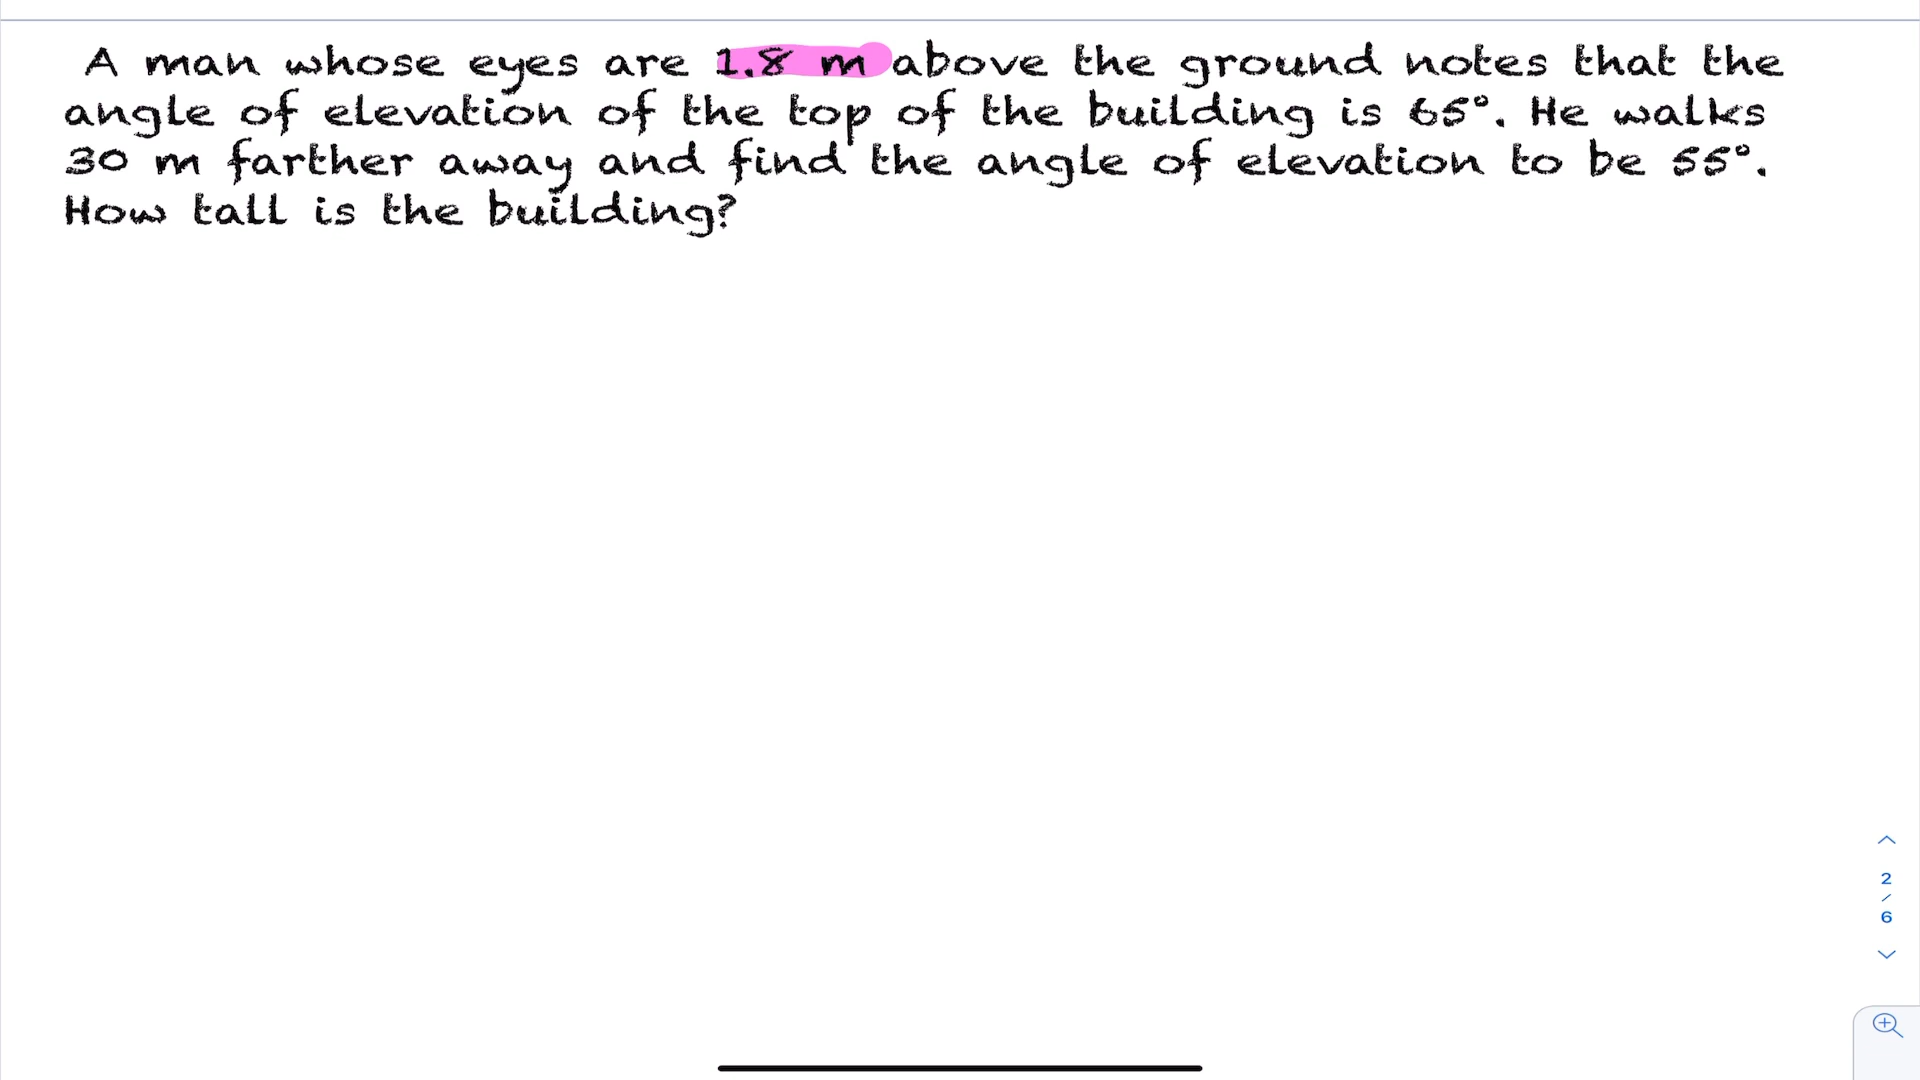 A man whose eyes are 1.8 m above the ground notes that the
angle of elevation of the top of the building is 65°. He walks
30 m farther away and find the angle of elevation to be 55°.
How tall is the building?
2
/
6